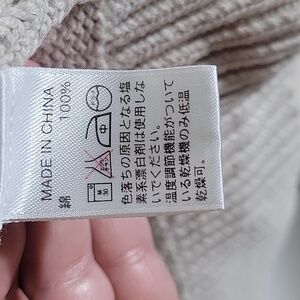 MADE IN CHINA
綿 100%
色落ちの原因となる塩
素系漂白剤は使用しな
いでください。
温度調節機能がついて
いる乾燥機のみ低温
乾燥可。